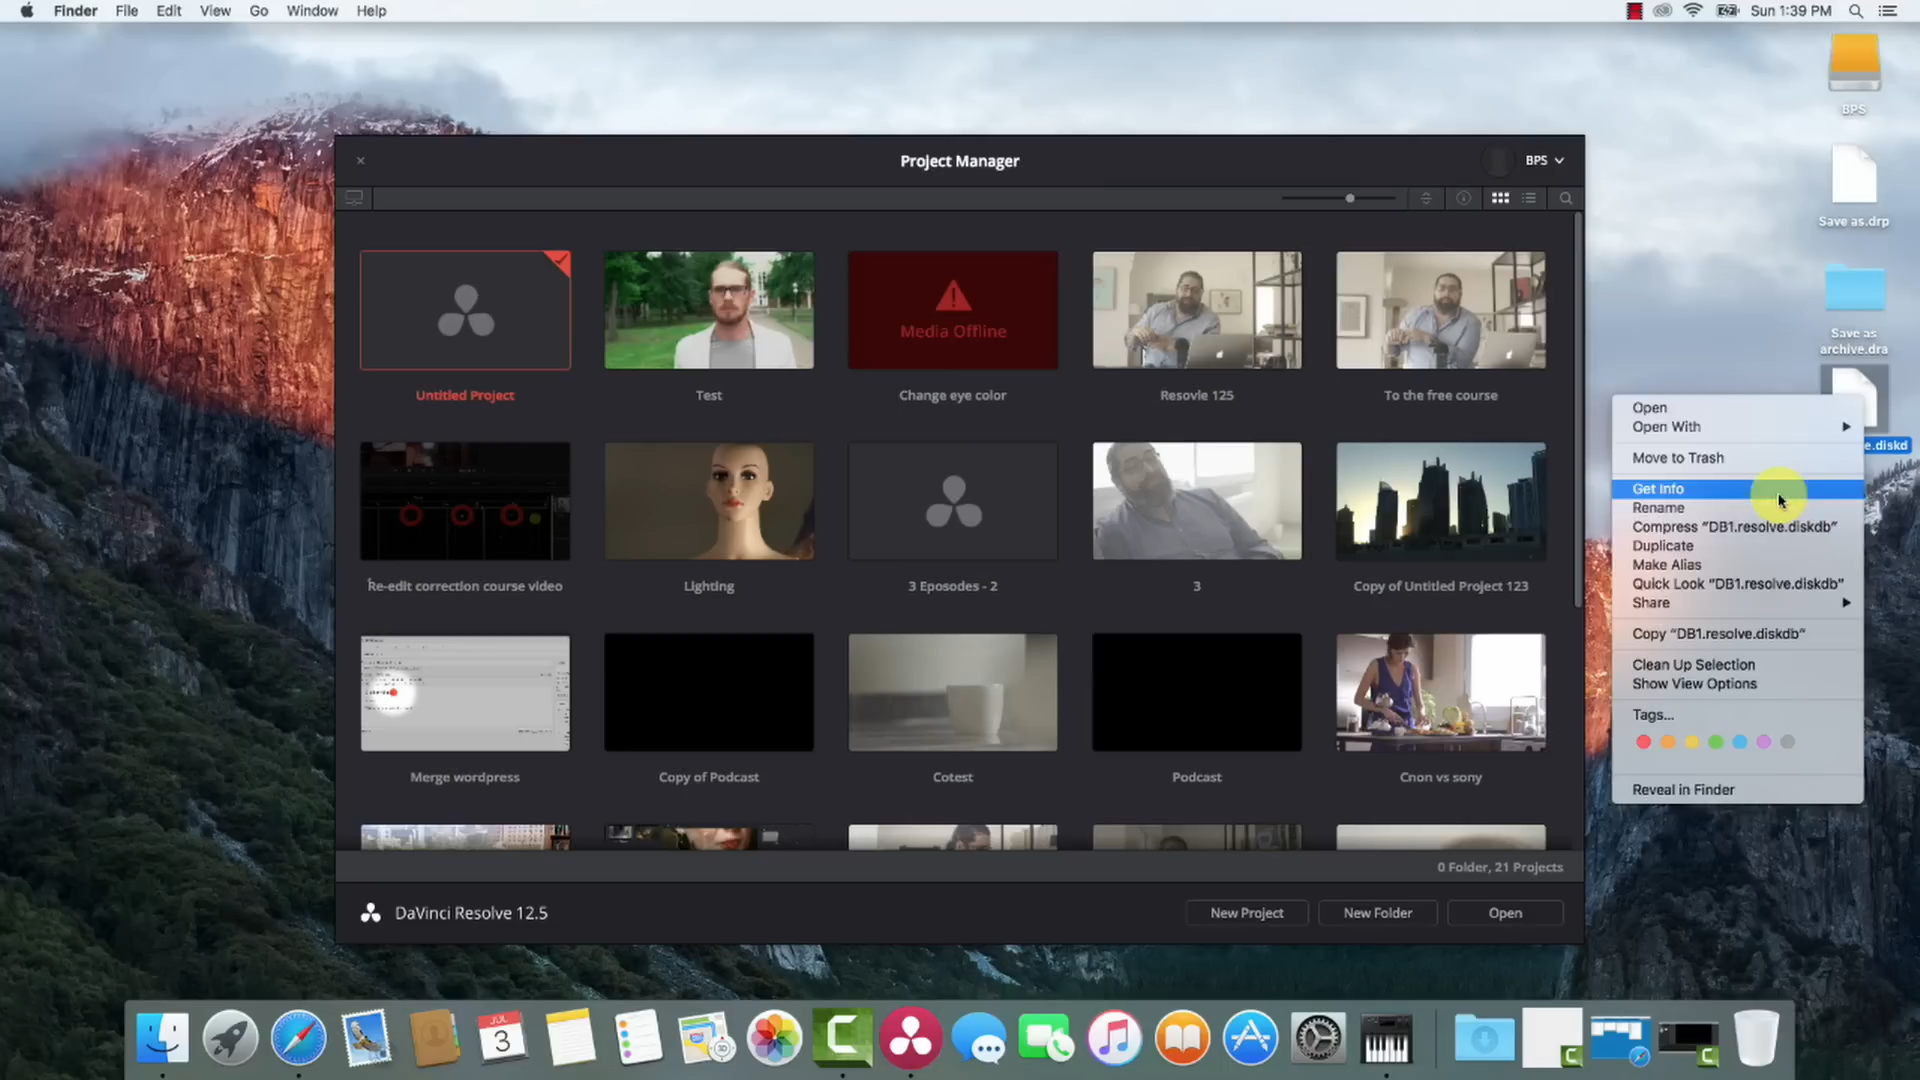 Finder File Edit View Go Window Help
Sun 1:39 PM
BPS
Save as.drp
Save as
archive.dra
e.diskd
Project Manager
BPS
Untitled Project
Test
Media Offline
Change eye color
Resovle 125
To the free course
Re-edit correction course video
Lighting
3 Eposodes - 2
3
Copy of Untitled Project 123
Merge wordpress
Copy of Podcast
Cotest
Podcast
Cnon vs sony
0 Folder, 21 Projects
DaVinci Resolve 12.5
New Project
New Folder
Open
Open
Open With
Move to Trash
Get Info
Rename
Compress "DB1.resolve.diskdb"
Duplicate
Make Alias
Quick Look "DB1.resolve.diskdb"
Share
Copy "DB1.resolve.diskdb"
Clean Up Selection
Show View Options
Tags...
Reveal in Finder
JUL
3